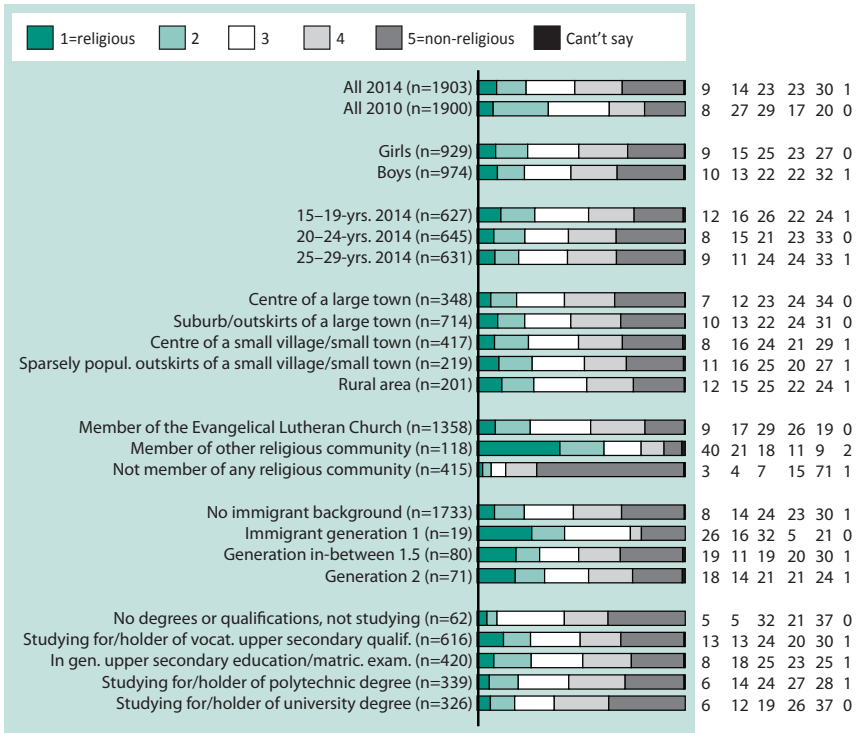 1=religious 2 3 4 5=non-religious Cant't say
All 2014 (n=1903) 9 14 23 23 30 1
All 2010 (n=1900) 8 27 29 17 20 0
Girls (n=929) 9 15 25 23 27 0
Boys (n=974) 10 13 22 22 32 1
15–19-yrs. 2014 (n=627) 12 16 26 22 24 1
20–24-yrs. 2014 (n=645) 8 15 21 23 33 0
25–29-yrs. 2014 (n=631) 9 11 24 24 33 1
Centre of a large town (n=348) 7 12 23 24 34 0
Suburb/outskirts of a large town (n=714) 10 13 22 24 31 0
Centre of a small village/small town (n=417) 8 16 24 21 29 1
Sparsely popul. outskirts of a small village/small town (n=219) 11 16 25 20 27 1
Rural area (n=201) 12 15 25 22 24 1
Member of the Evangelical Lutheran Church (n=1358) 9 17 29 26 19 0
Member of other religious community (n=118) 40 21 18 11 9 2
Not member of any religious community (n=415) 3 4 7 15 71 1
No immigrant background (n=1733) 8 14 24 23 30 1
Immigrant generation 1 (n=19) 26 16 32 5 21 0
Generation in-between 1.5 (n=80) 19 11 19 20 30 1
Generation 2 (n=71) 18 14 21 21 24 1
No degrees or qualifications, not studying (n=62) 5 5 32 21 37 0
Studying for/holder of vocat. upper secondary qualif. (n=616) 13 13 24 20 30 1
In gen. upper secondary education/matric. exam. (n=420) 8 18 25 23 25 1
Studying for/holder of polytechnic degree (n=339) 6 14 24 27 28 1
Studying for/holder of university degree (n=326) 6 12 19 26 37 0